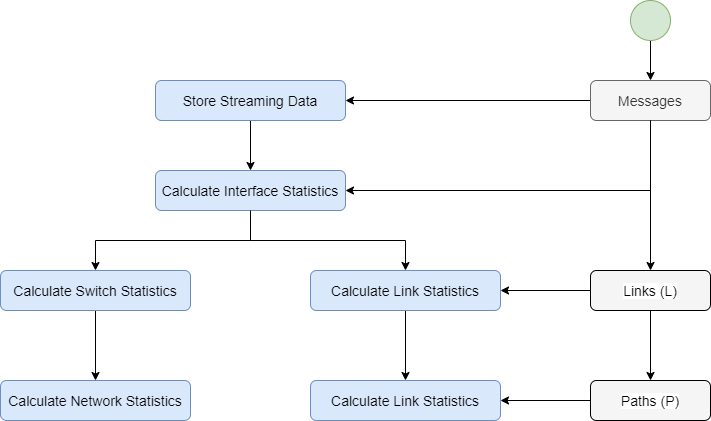 Store Streaming Data
Messages
Calculate Interface Statistics
Calculate Switch Statistics
Calculate Link Statistics
Links (L)
Calculate Network Statistics
Calculate Link Statistics
Paths (P)